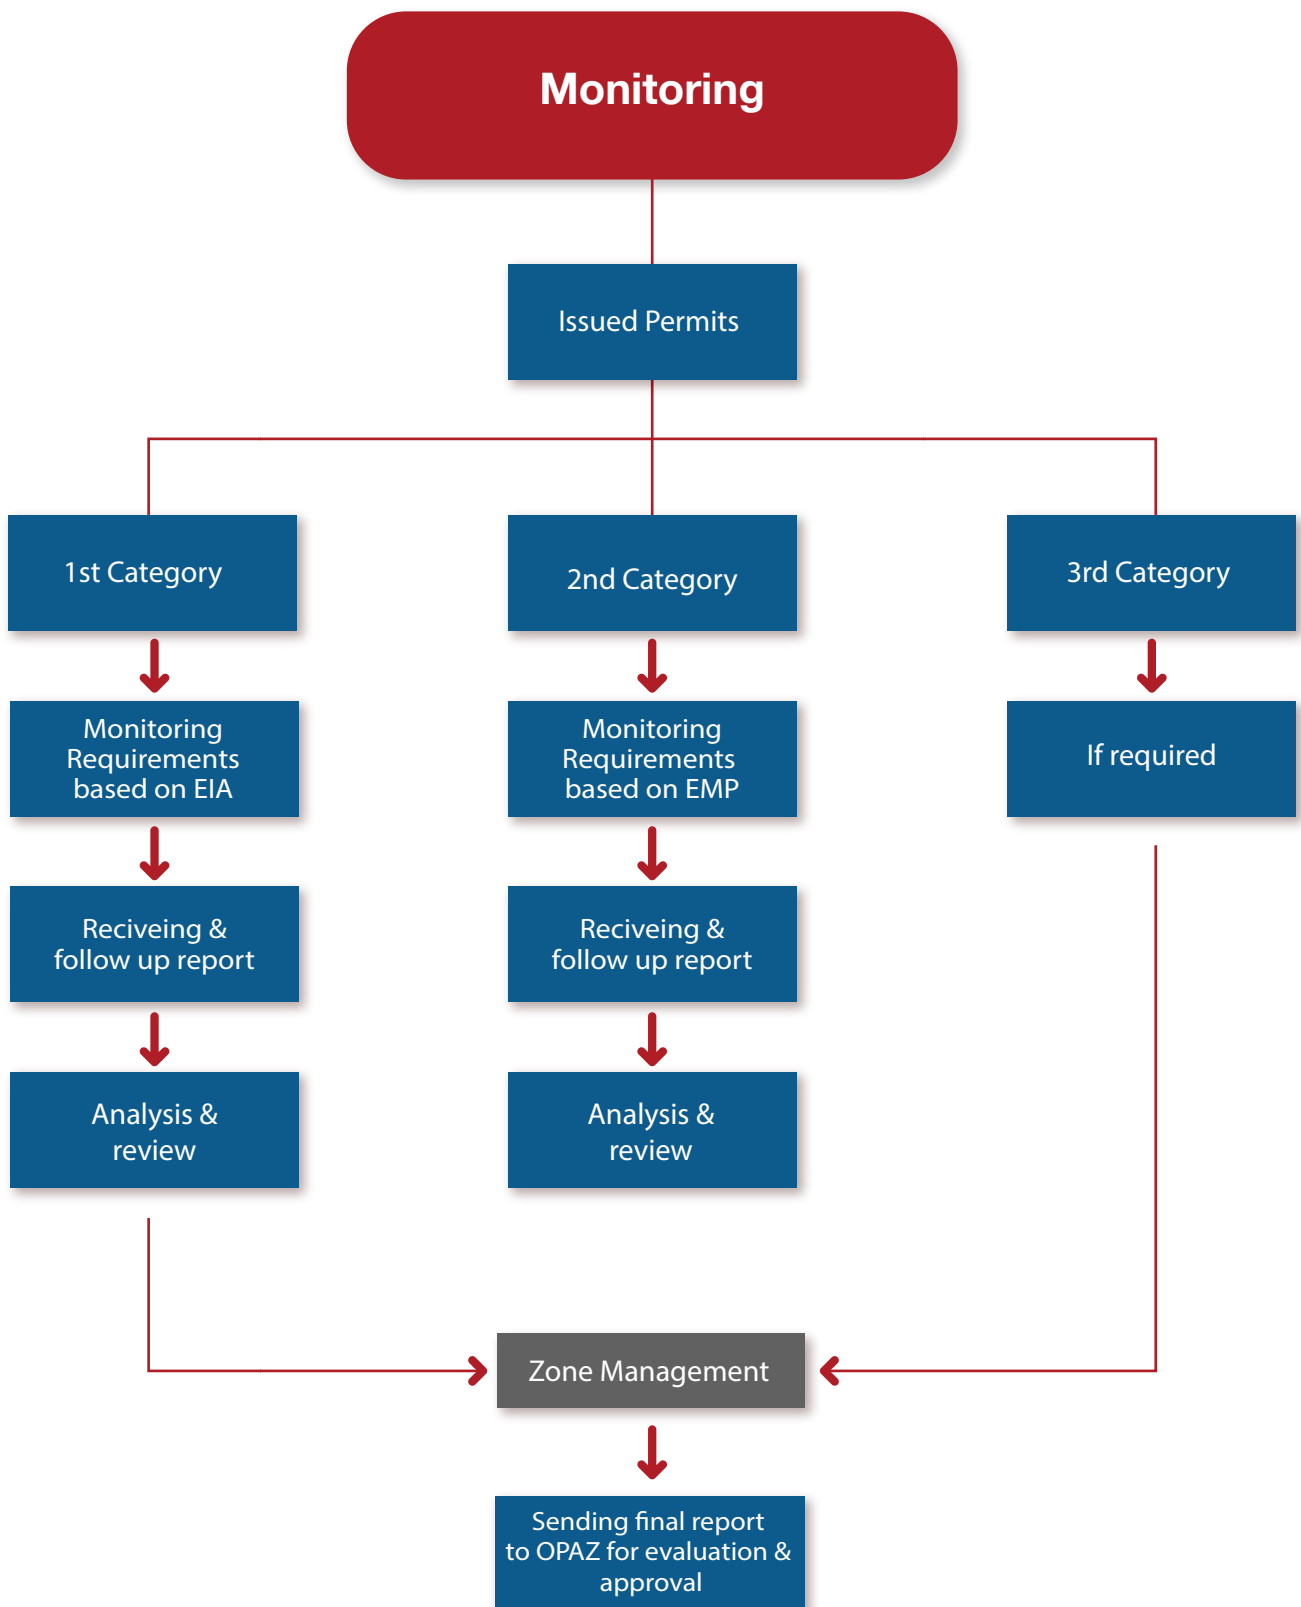 Monitoring
Issued Permits
1st Category
2nd Category
3rd Category
Monitoring
Requirements
based on EIA
Monitoring
Requirements
based on EMP
If required
Reciveing &
follow up report
Reciveing &
follow up report
Analysis &
review
Analysis &
review
Zone Management
Sending final report
to OPAZ for evaluation &
approval